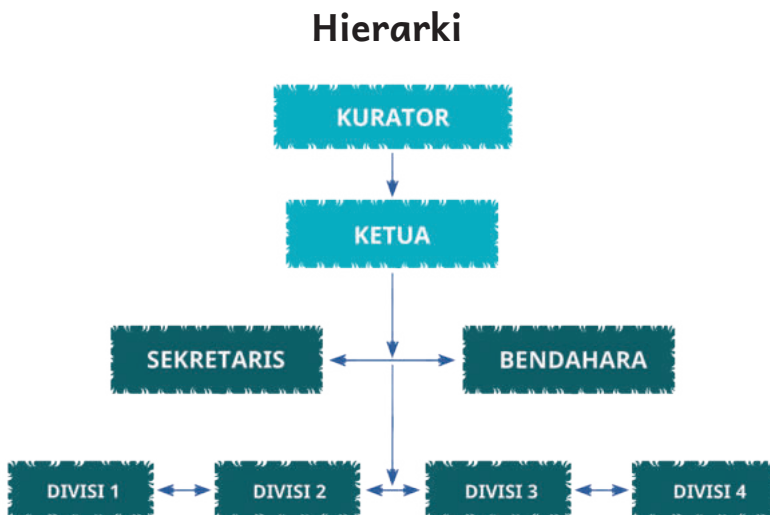 Hierarki
KURATOR
KETUA
SEKRETARIS
BENDAHARA
DIVISI 1
DIVISI 2
DIVISI 3
DIVISI 4